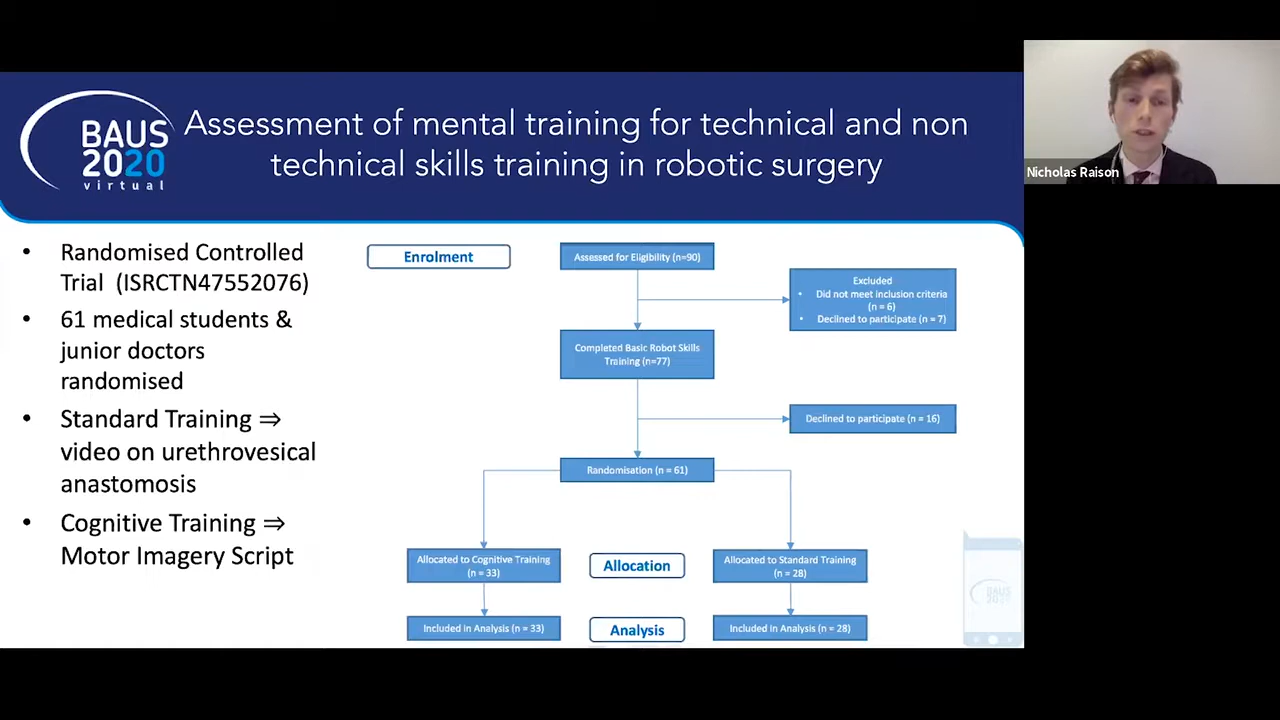 BAUS
2020
virtual
Assessment of mental training for technical and non
technical skills training in robotic surgery
Nicholas Raison
• Randomised Controlled
Trial (ISRCTN47552076)
• 61 medical students &
junior doctors
randomised
• Standard Training ⇒
video on urethrovesical
anastomosis
• Cognitive Training ⇒
Motor Imagery Script
Enrolment
Assessed for Eligibility (n=90)
Excluded
• Did not meet inclusion criteria
(n = 6)
• Declined to participate (n = 7)
Completed Basic Robot Skills
Training (n=77)
Declined to participate (n = 16)
Randomisation (n = 61)
Allocated to Cognitive Training
(n = 33)
Allocation
Allocated to Standard Training
(n = 28)
Included in Analysis (n = 33)
Analysis
Included in Analysis (n = 28)
BAUS
2020